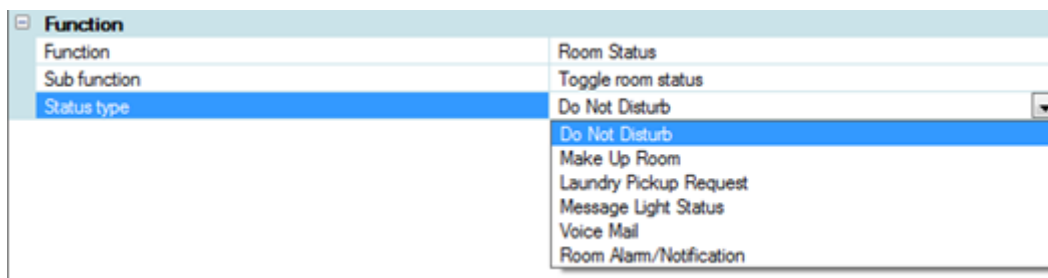 Function
Function Room Status
Sub function Toggle room status
Status type Do Not Disturb
Do Not Disturb
Make Up Room
Laundry Pickup Request
Message Light Status
Voice Mail
Room Alarm/Notification